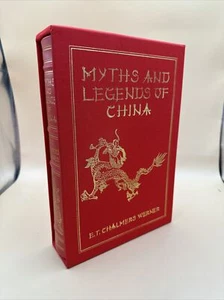 MYTHS AND
LEGENDS OF
CHINA
E.T. CHALMERS WERNER